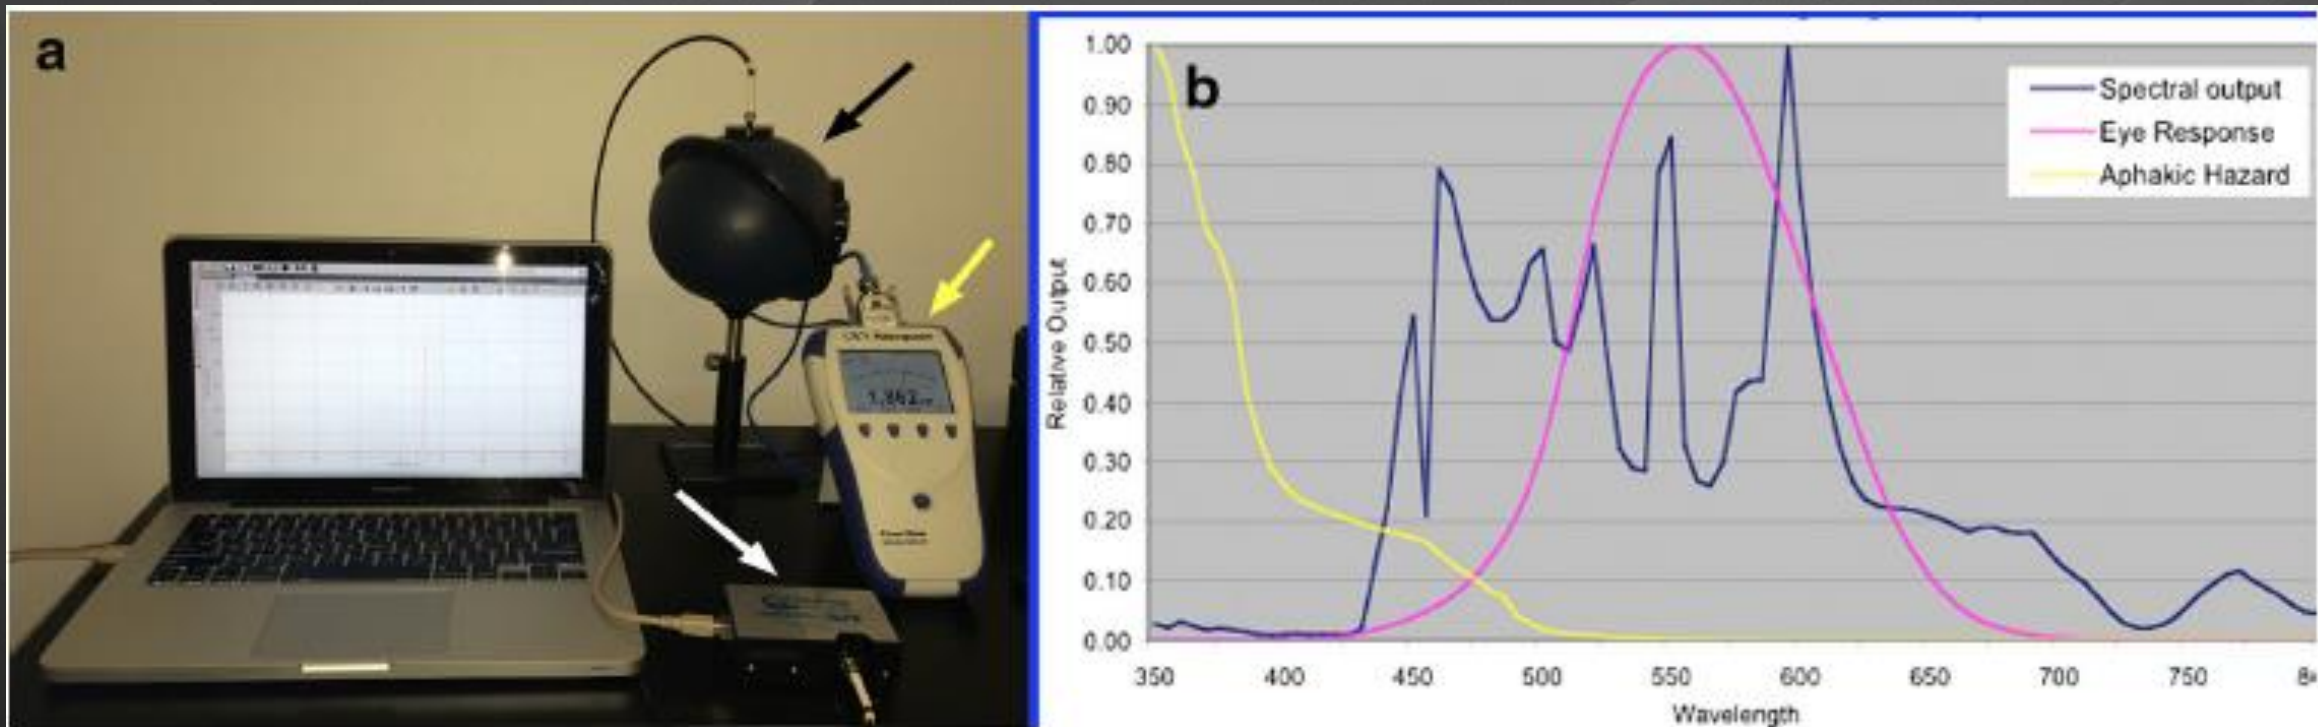 a
1.862
b
Spectral output
Eye Response
Aphakic Hazard
Relative Output
1.00
0.90
0.80
0.70
0.60
0.50
0.40
0.30
0.20
0.10
0.00
350 400 450 500 550 600 650 700 750
Wavelength